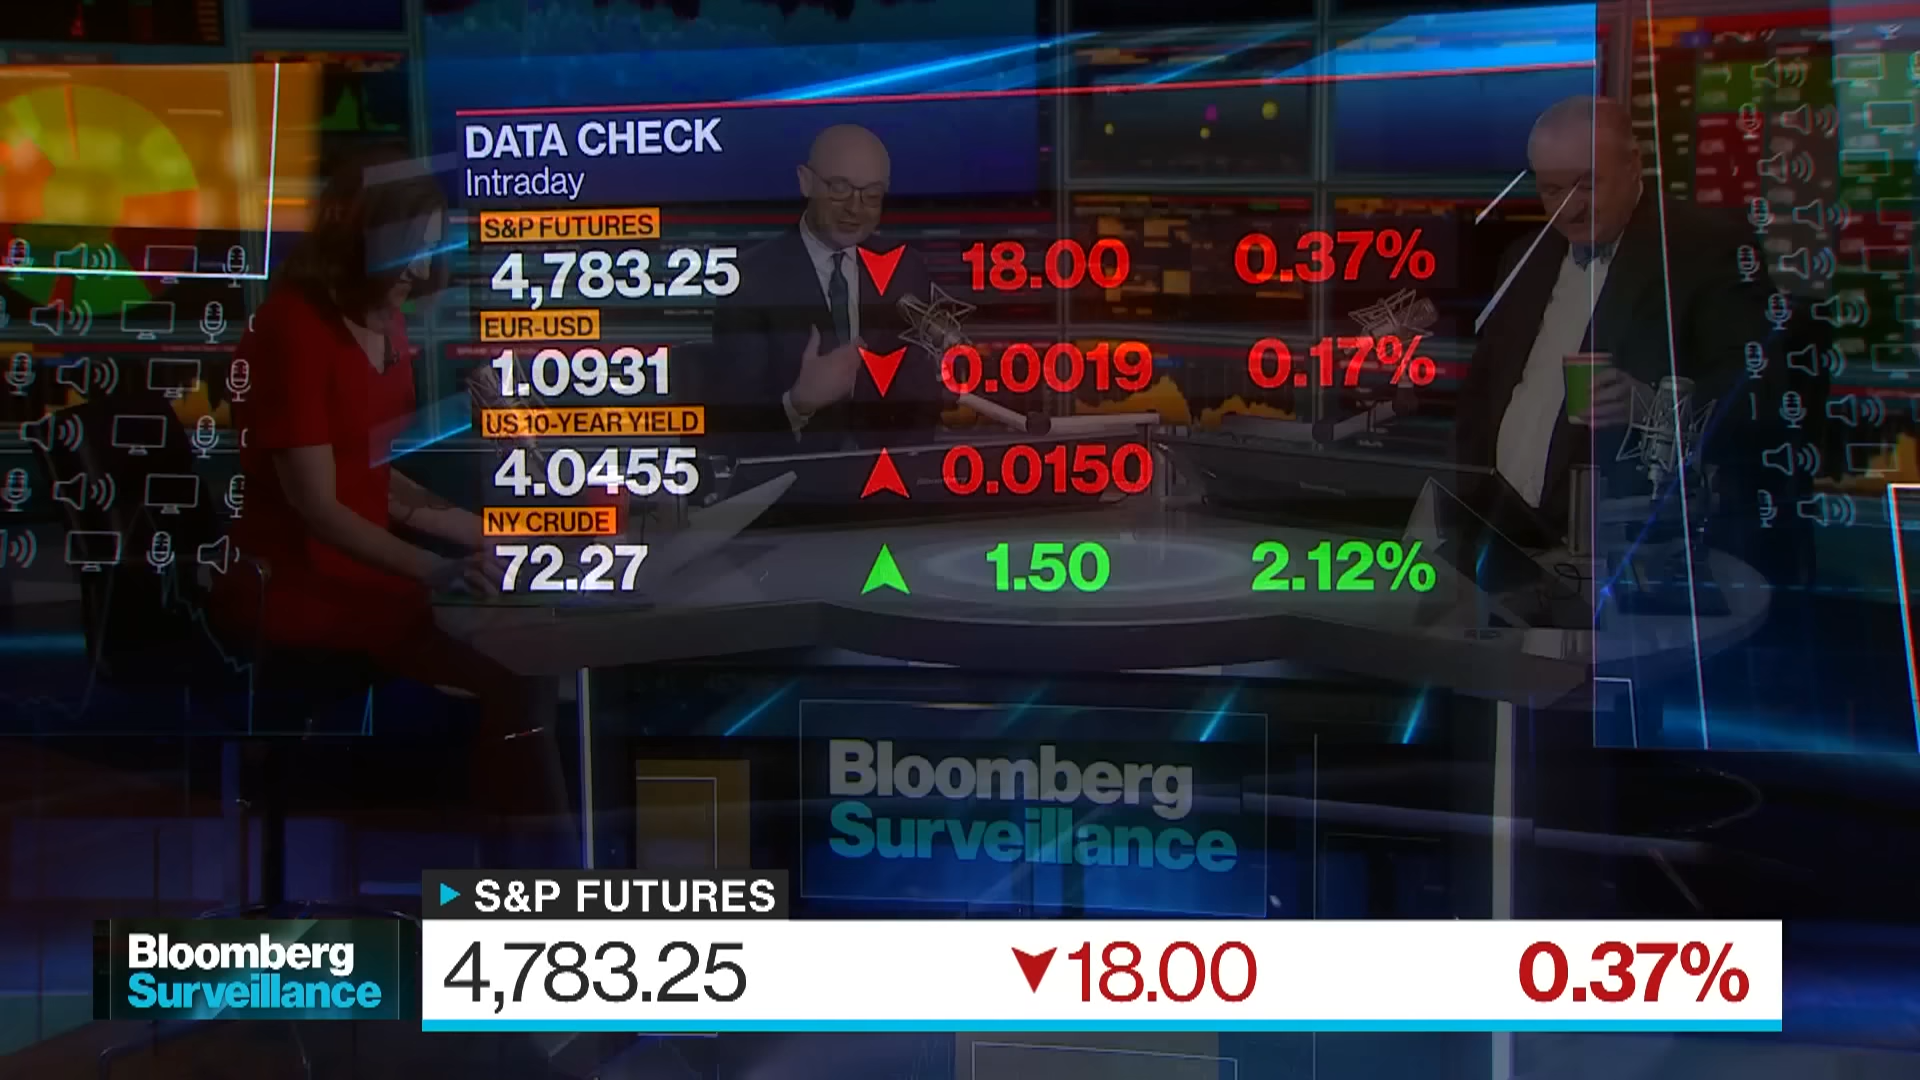 DATA CHECK
Intraday
S&P FUTURES
4,783.25 18.00 0.37%
EUR-USD
1.0931 0.0019 0.17%
US 10-YEAR YIELD
4.0455 0.0150
NY CRUDE
72.27 1.50 2.12%
Bloomberg
Surveillance
S&P FUTURES
Bloomberg
Surveillance
4,783.25 18.00 0.37%